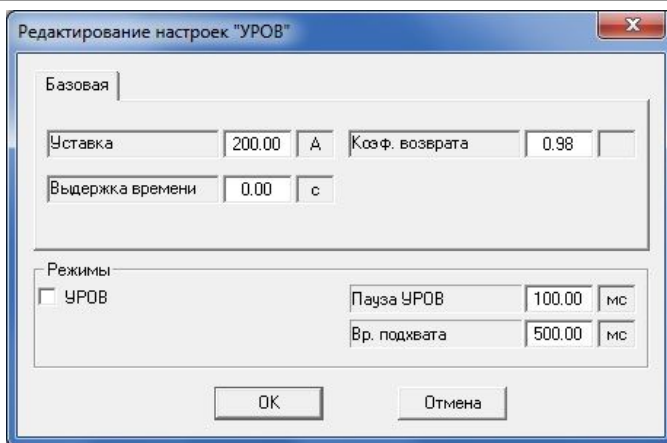 Редактирование настроек "УРОВ"
Базовая
Уставка 200.00 А Коэф. возврата 0.98
Выдержка времени 0.00 с
Режимы
УРОВ Пауза УРОВ 100.00 мс
Вр. подхвата 500.00 мс
OK Отмена